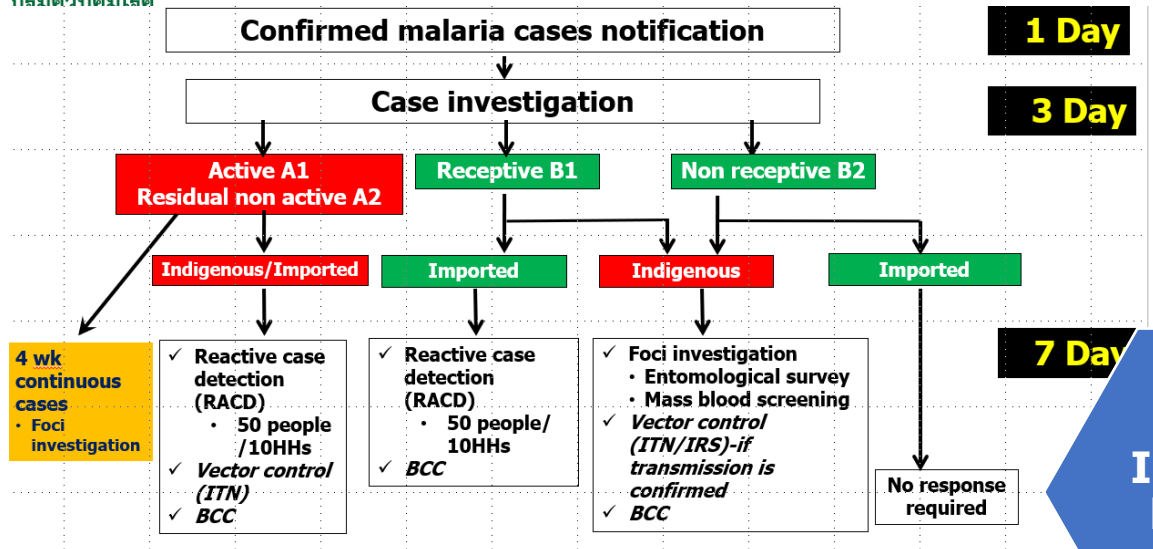 Confirmed malaria cases notification
1 Day
Case investigation
3 Day
Active A1
Residual non active A2
Receptive B1
Non receptive B2
Indigenous/Imported
Imported
Indigenous
Imported
7 Day
4 wk
continuous
cases
• Foci
investigation
✓ Reactive case
detection
(RACD)
• 50 people
/10HHs
✓ Vector control
(ITN)
✓ BCC
✓ Reactive case
detection
(RACD)
• 50 people/
10HHs
✓ BCC
✓ Foci investigation
• Entomological survey
• Mass blood screening
✓ Vector control
(ITN/IRS)-if
transmission is
confirmed
✓ BCC
No response
required
I